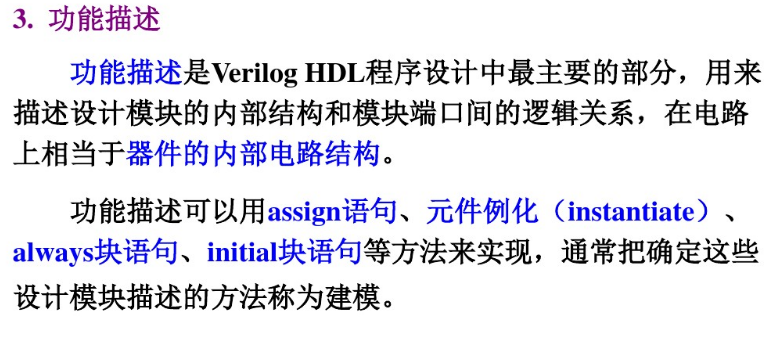 3. 功能描述
功能描述是Verilog HDL程序设计中最主要的部分，用来
描述设计模块的内部结构和模块端口间的逻辑关系，在电路
上相当于器件的内部电路结构。
功能描述可以用assign语句、元件例化（instantiate）、
always块语句、initial块语句等方法来实现，通常把确定这些
设计模块描述的方法称为建模。